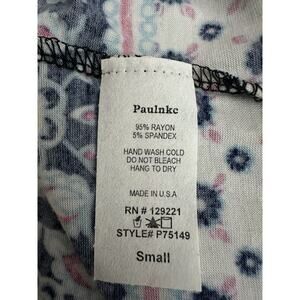 Paulnkc
95% RAYON
5% SPANDEX
HAND WASH COLD
DO NOT BLEACH
HANG TO DRY
MADE IN U.S.A
RN # 129221
STYLE# P75149
Small